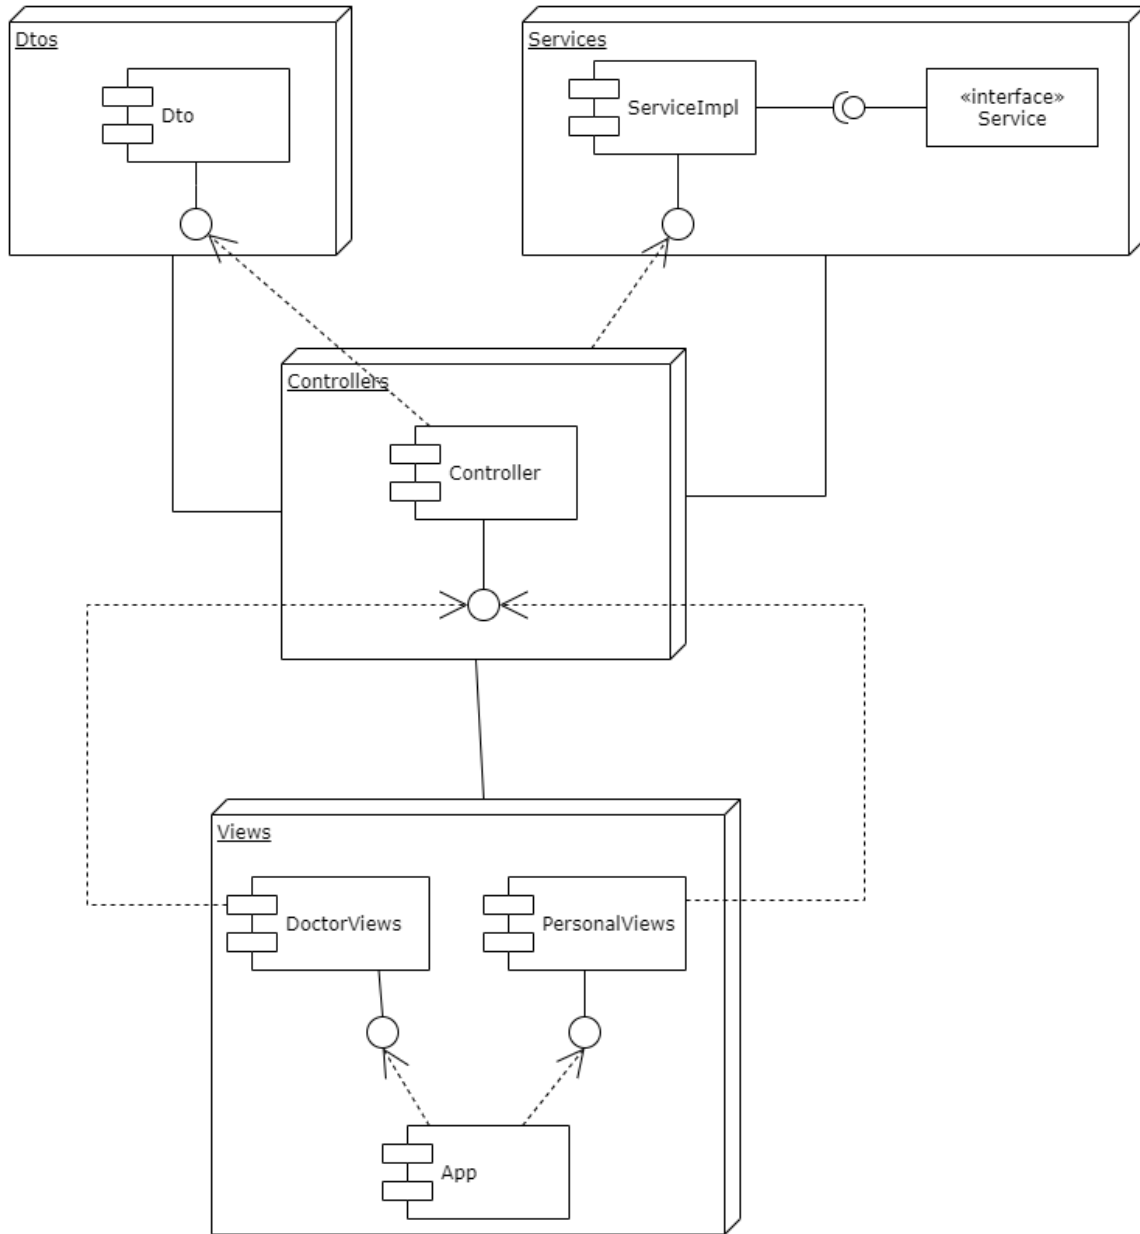 Dtos
Dto
Services
ServiceImpl
«interface»
Service
Controllers
Controller
Views
DoctorViews
PersonalViews
App